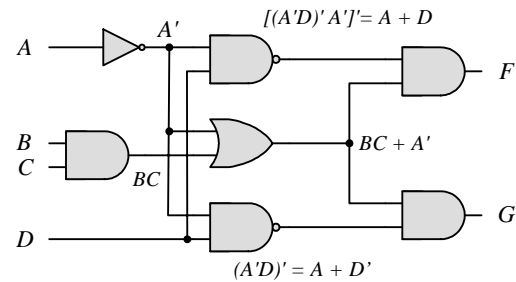 [(A'D)' A']' = A + D
A
A'
F
B
C
BC
BC + A'
G
D
(A'D)' = A + D'